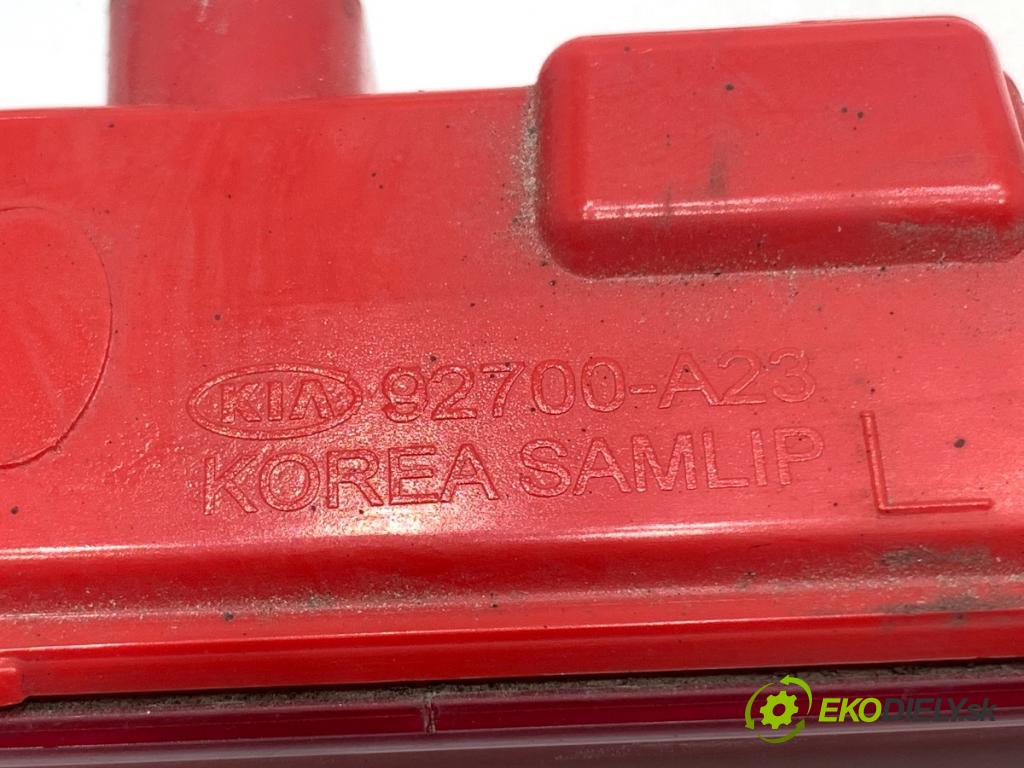 KIA 92700-A23
KOREA SAMLIP L
EKODIELY.sk